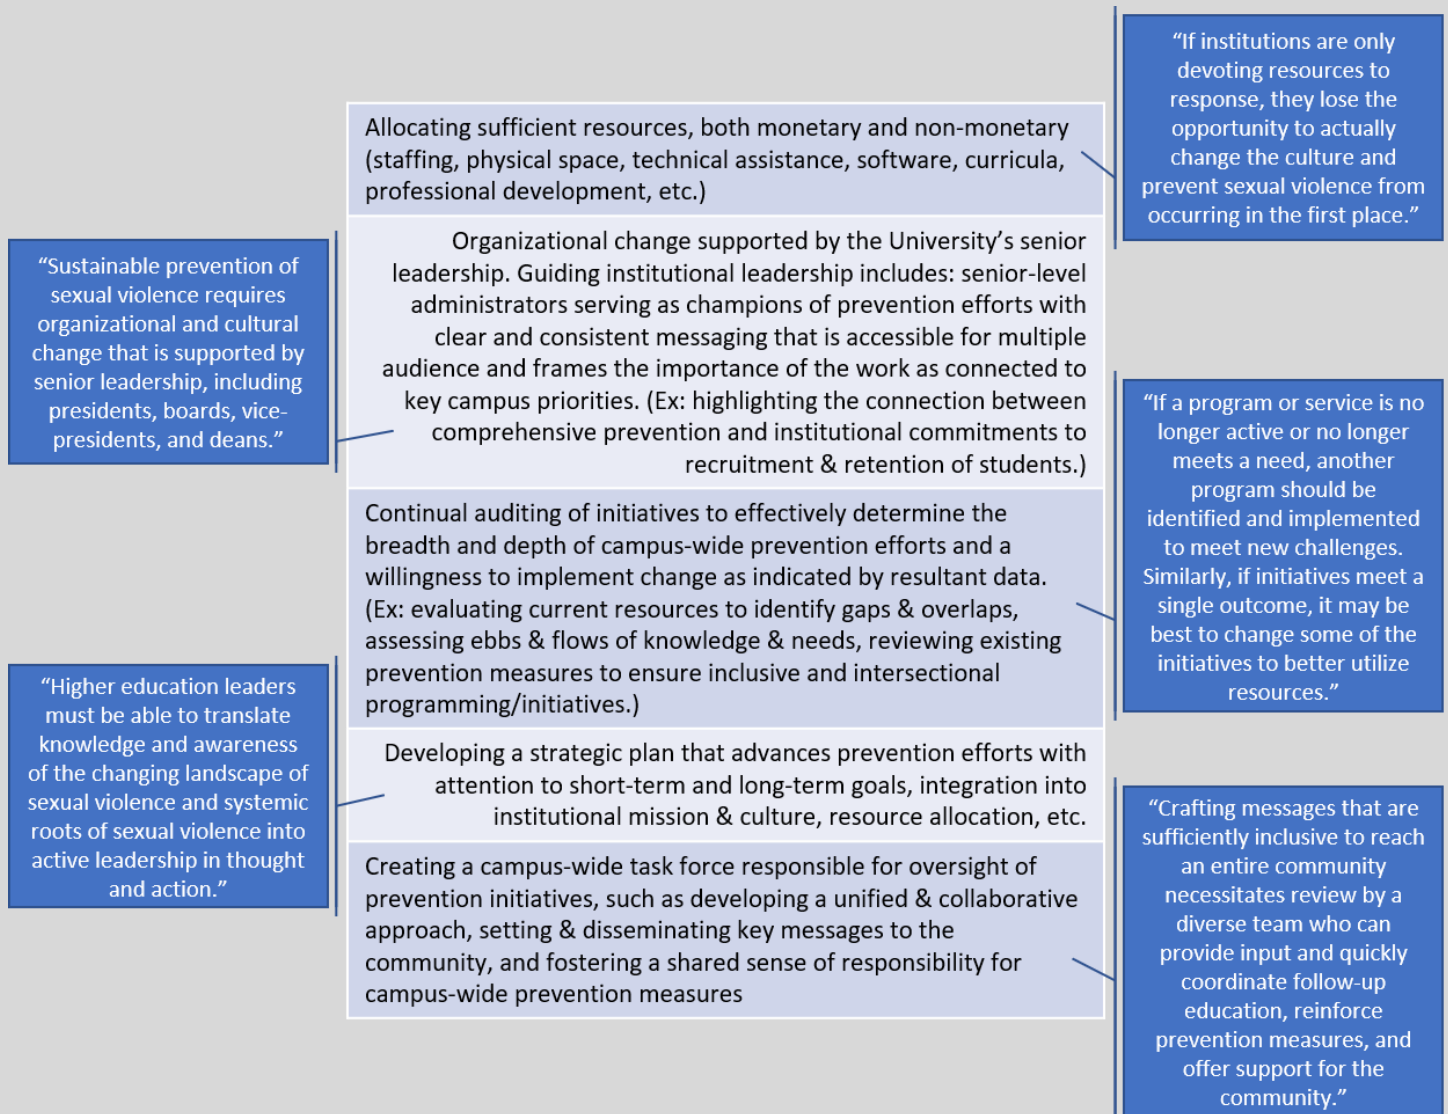 “If institutions are only
devoting resources to
response, they lose the
opportunity to actually
change the culture and
prevent sexual violence from
occurring in the first place.”
Allocating sufficient resources, both monetary and non-monetary
(staffing, physical space, technical assistance, software, curricula,
professional development, etc.)
Organizational change supported by the University’s senior
leadership. Guiding institutional leadership includes: senior-level
administrators serving as champions of prevention efforts with
clear and consistent messaging that is accessible for multiple
audience and frames the importance of the work as connected to
key campus priorities. (Ex: highlighting the connection between
comprehensive prevention and institutional commitments to
recruitment & retention of students.)
“Sustainable prevention of
sexual violence requires
organizational and cultural
change that is supported by
senior leadership, including
presidents, boards, vice-
presidents, and deans.”
Continual auditing of initiatives to effectively determine the
breadth and depth of campus-wide prevention efforts and a
willingness to implement change as indicated by resultant data.
(Ex: evaluating current resources to identify gaps & overlaps,
assessing ebbs & flows of knowledge & needs, reviewing existing
prevention measures to ensure inclusive and intersectional
programming/initiatives.)
“If a program or service is no
longer active or no longer
meets a need, another
program should be
identified and implemented
to meet new challenges.
Similarly, if initiatives meet a
single outcome, it may be
best to change some of the
initiatives to better utilize
resources.”
Developing a strategic plan that advances prevention efforts with
attention to short-term and long-term goals, integration into
institutional mission & culture, resource allocation, etc.
“Higher education leaders
must be able to translate
knowledge and awareness
of the changing landscape of
sexual violence and systemic
roots of sexual violence into
active leadership in thought
and action.”
Creating a campus-wide task force responsible for oversight of
prevention initiatives, such as developing a unified & collaborative
approach, setting & disseminating key messages to the
community, and fostering a shared sense of responsibility for
campus-wide prevention measures
“Crafting messages that are
sufficiently inclusive to reach
an entire community
necessitates review by a
diverse team who can
provide input and quickly
coordinate follow-up
education, reinforce
prevention measures, and
offer support for the
community.”